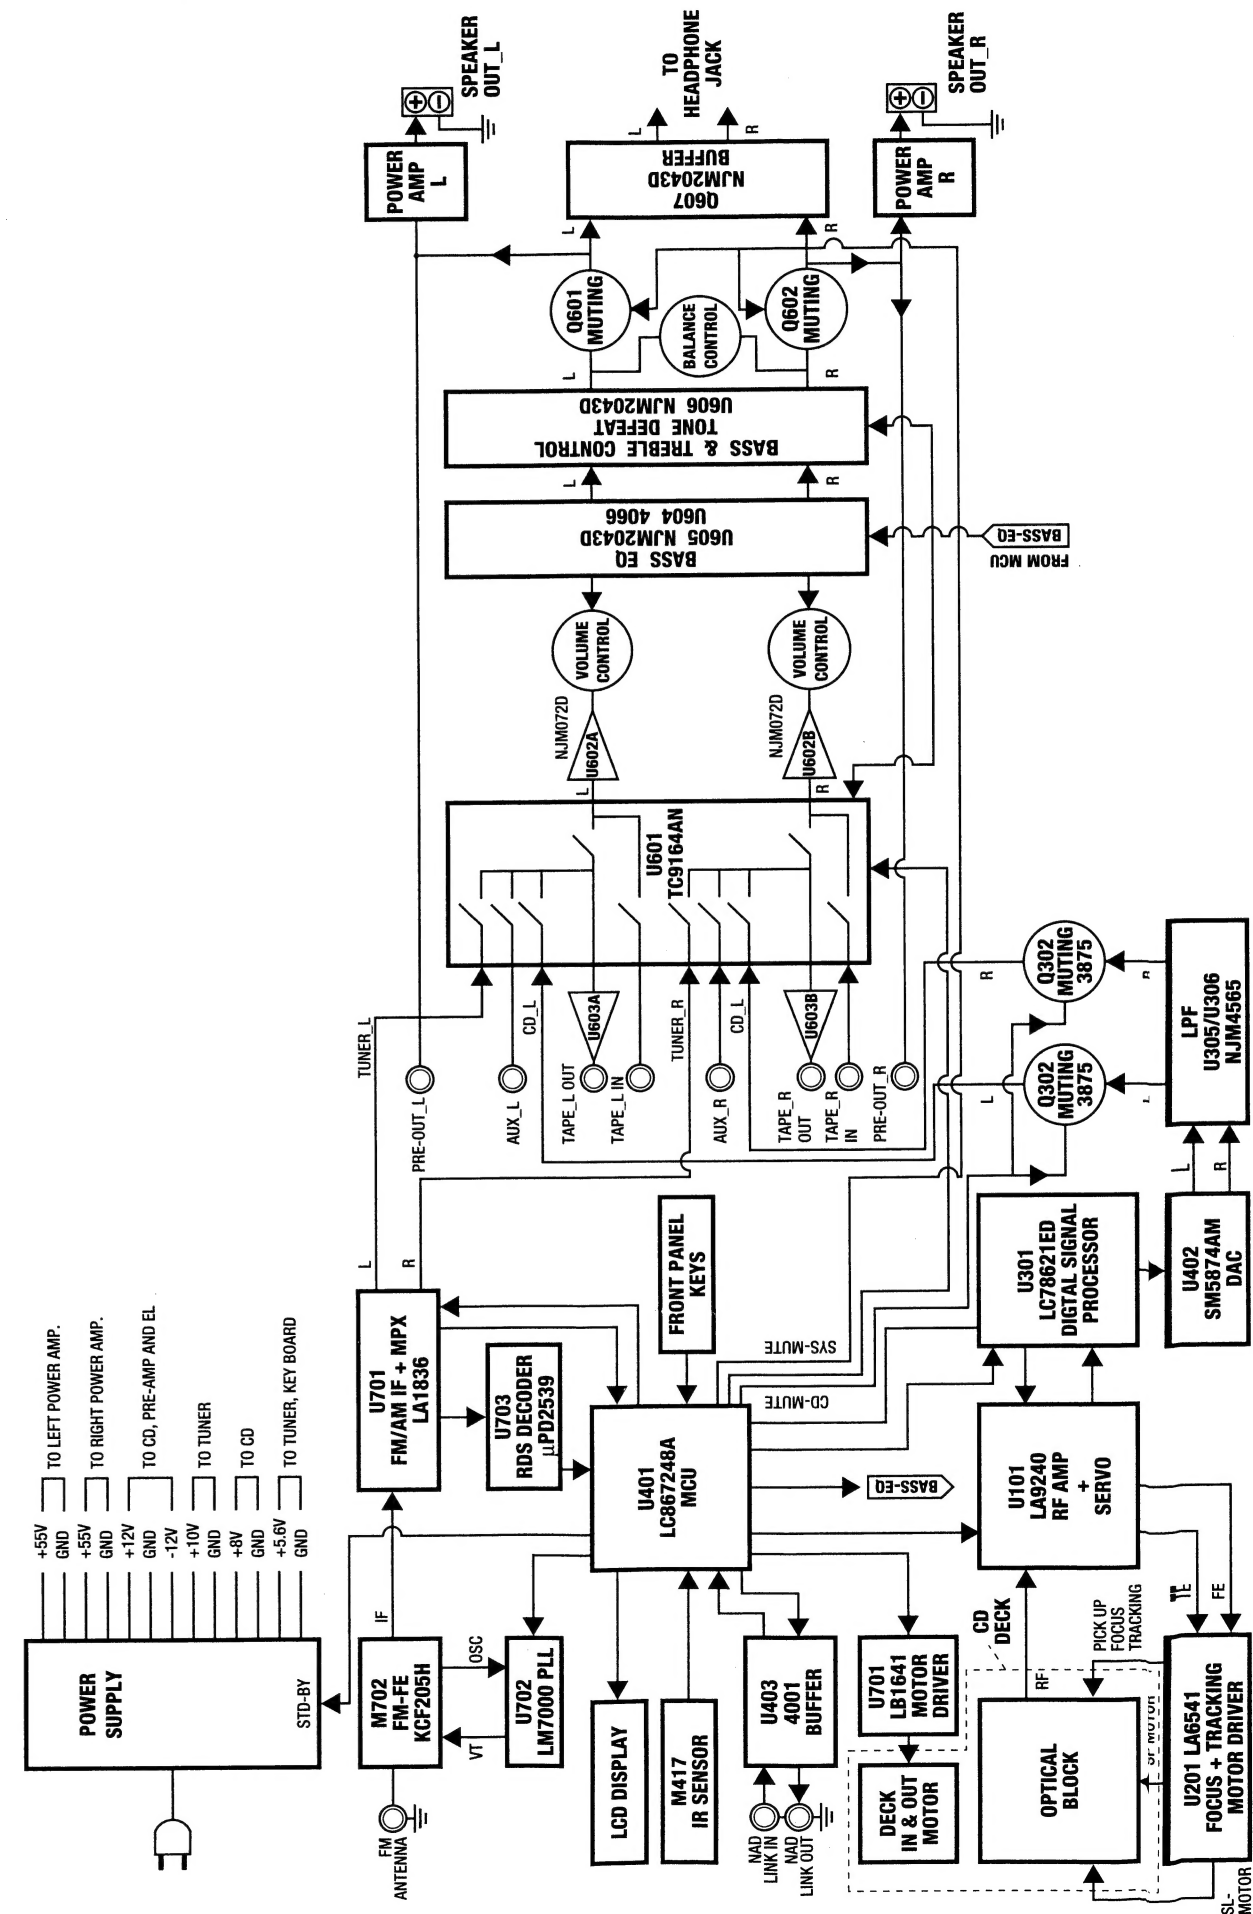 SPEAKER
OUT_L
TO
HEADPHONE
JACK
SPEAKER
OUT_R
+
−
+
−
POWER
AMP
L
Q607
NJM2043D
BUFFER
L
R
POWER
AMP
R
L
R
Q601
MUTING
BALANCE
CONTROL
Q602
MUTING
L
R
BASS & TREBLE CONTROL
TONE DEFEAT
U606 NJM2043D
L
R
BASS EQ
U605 NJM2043D
U604 4066
FROM MCU
BASS-EQ
VOLUME
CONTROL
VOLUME
CONTROL
NJM072D
U602A
NJM072D
U602B
L
R
U601
TC9164AN
TUNER_L
CD_L
U603A
TUNER_R
CD_L
U603B
PRE-OUT_L
AUX_L
TAPE_L OUT
TAPE_L IN
AUX_R
TAPE_R
OUT
TAPE_R
IN
PRE-OUT_R
R
Q302
MUTING
3875
L
Q302
MUTING
3875
LPF
U305/U306
NJM4565
L
R
L
R
FRONT PANEL
KEYS
SYS-MUTE
CD-MUTE
U301
LC78621ED
DIGTAL SIGNAL
PROCESSOR
U402
SM5874AM
DAC
TO LEFT POWER AMP.
TO RIGHT POWER AMP.
TO CD, PRE-AMP AND EL
TO TUNER
TO CD
TO TUNER, KEY BOARD
+55V
GND
+55V
GND
+12V
GND
-12V
+10V
GND
+8V
GND
+5.6V
GND
U701
FM/AM IF + MPX
LA1836
U703
RDS DECODER
µPD2539
U401
LC867248A
MCU
BASS-EQ
U101
LA9240
RF AMP
+
SERVO
POWER
SUPPLY
STD-BY
IF
M702
FM-FE
KCF205H
OSC
VT
U702
LM7000 PLL
FM
ANTENNA
LCD DISPLAY
M417
IR SENSOR
U403
4001
BUFFER
NAD
LINK IN
NAD
LINK OUT
U701
LB1641
MOTOR
DRIVER
DECK
IN & OUT
MOTOR
CD
DECK
RF
PICK UP
FOCUS
TRACKING
TE
FE
OPTICAL
BLOCK
SP MOTOR
U201 LA6541
FOCUS + TRACKING
MOTOR DRIVER
SL-
MOTOR